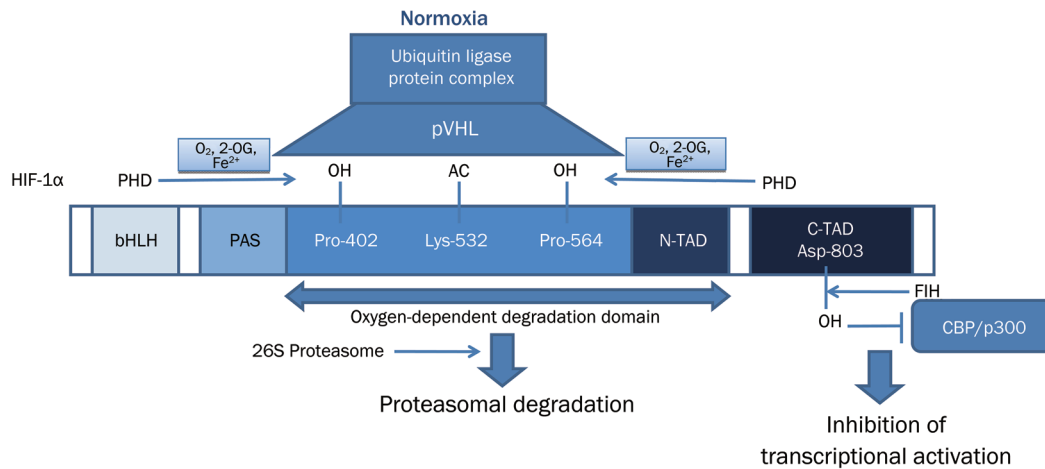 Normoxia
Ubiquitin ligase
protein complex
pVHL
O₂, 2-OG,
Fe²⁺
O₂, 2-OG,
Fe²⁺
HIF-1α
PHD
OH
AC
OH
PHD
bHLH
PAS
Pro-402
Lys-532
Pro-564
N-TAD
C-TAD
Asp-803
FIH
Oxygen-dependent degradation domain
OH
CBP/p300
26S Proteasome
Proteasomal degradation
Inhibition of
transcriptional activation